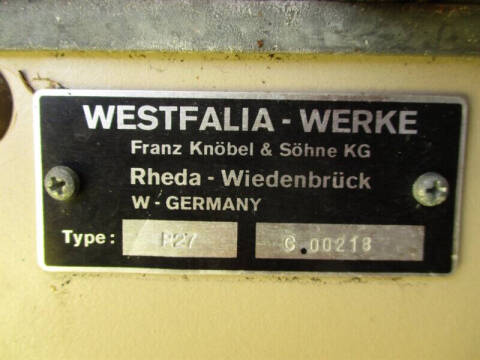 WESTFALIA - WERKE
Franz Knöbel & Söhne KG
Rheda - Wiedenbrück
W - GERMANY
Type: P27 C.00218